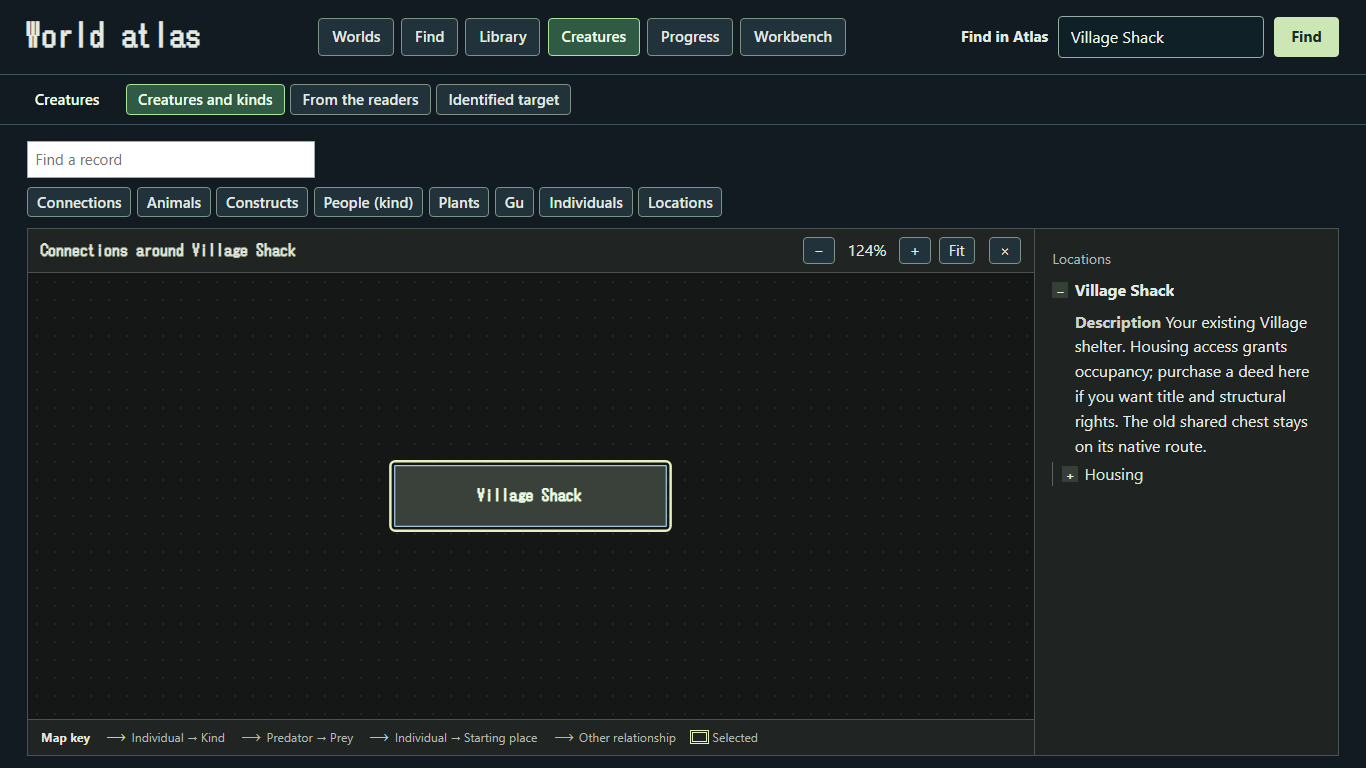 World atlas
Worlds
Find
Library
Creatures
Progress
Workbench
Find in Atlas
Village Shack
Find
Creatures
Creatures and kinds
From the readers
Identified target
Find a record
Connections
Animals
Constructs
People (kind)
Plants
Gu
Individuals
Locations
Connections around Village Shack
−
124%
+
Fit
×
Village Shack
Map key
⟶ Individual → Kind
⟶ Predator → Prey
⟶ Individual → Starting place
⟶ Other relationship
Selected
Locations
– Village Shack
Description Your existing Village
shelter. Housing access grants
occupancy; purchase a deed here
if you want title and structural
rights. The old shared chest stays
on its native route.
+ Housing